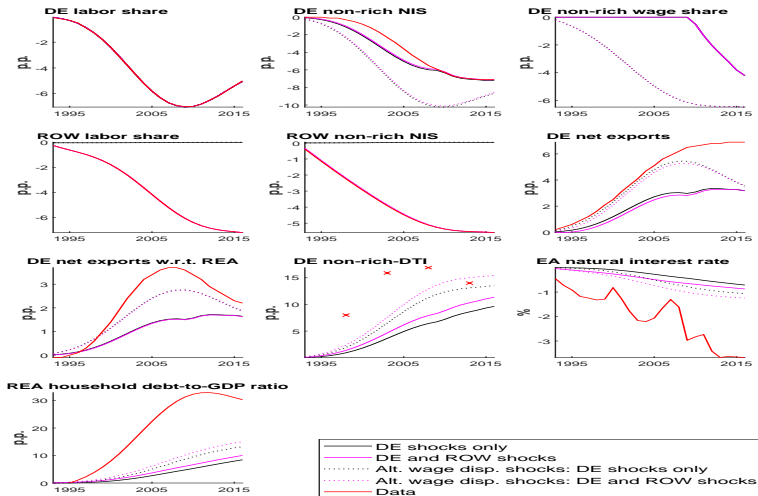 DE labor share DE non-rich NIS DE non-rich wage share
p.p. p.p. p.p.
-2 -4 -6
0 -2 -4 -6 -8 -10
0 -2 -4 -6
1995 2005 2015 1995 2005 2015 1995 2005 2015
ROW labor share ROW non-rich NIS DE net exports
p.p. p.p. p.p.
0 -2 -4 -6
0 -1 -2 -3 -4 -5
6 4 2 0
1995 2005 2015 1995 2005 2015 1995 2005 2015
DE net exports w.r.t. REA DE non-rich-DTI EA natural interest rate
p.p. p.p. %
3 2 1 0
15 10 5
-1 -2 -3
1995 2005 2015 1995 2005 2015 1995 2005 2015
REA household debt-to-GDP ratio
p.p.
30 20 10 0
1995 2005 2015
DE shocks only
DE and ROW shocks
Alt. wage disp. shocks: DE shocks only
Alt. wage disp. shocks: DE and ROW shocks
Data